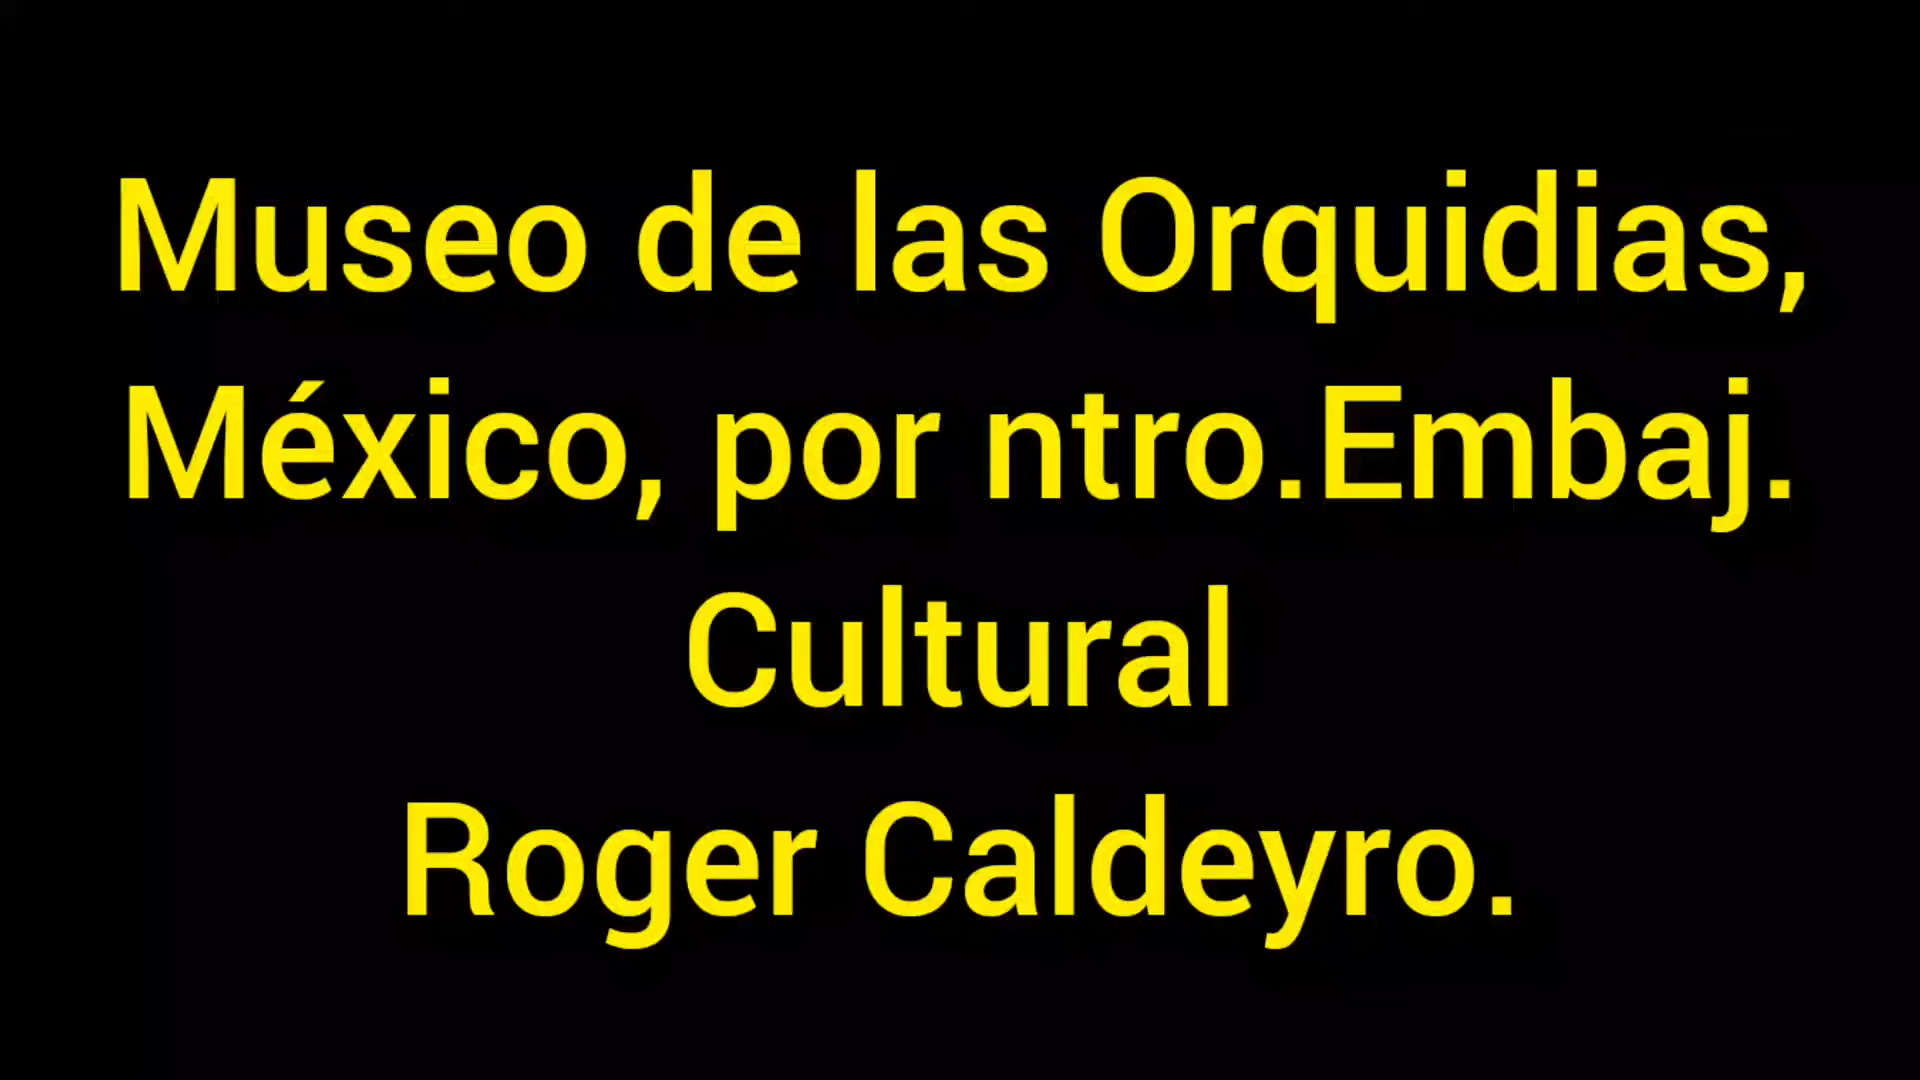 Museo de las Orquidias,
México, por ntro.Embaj.
Cultural
Roger Caldeyro.